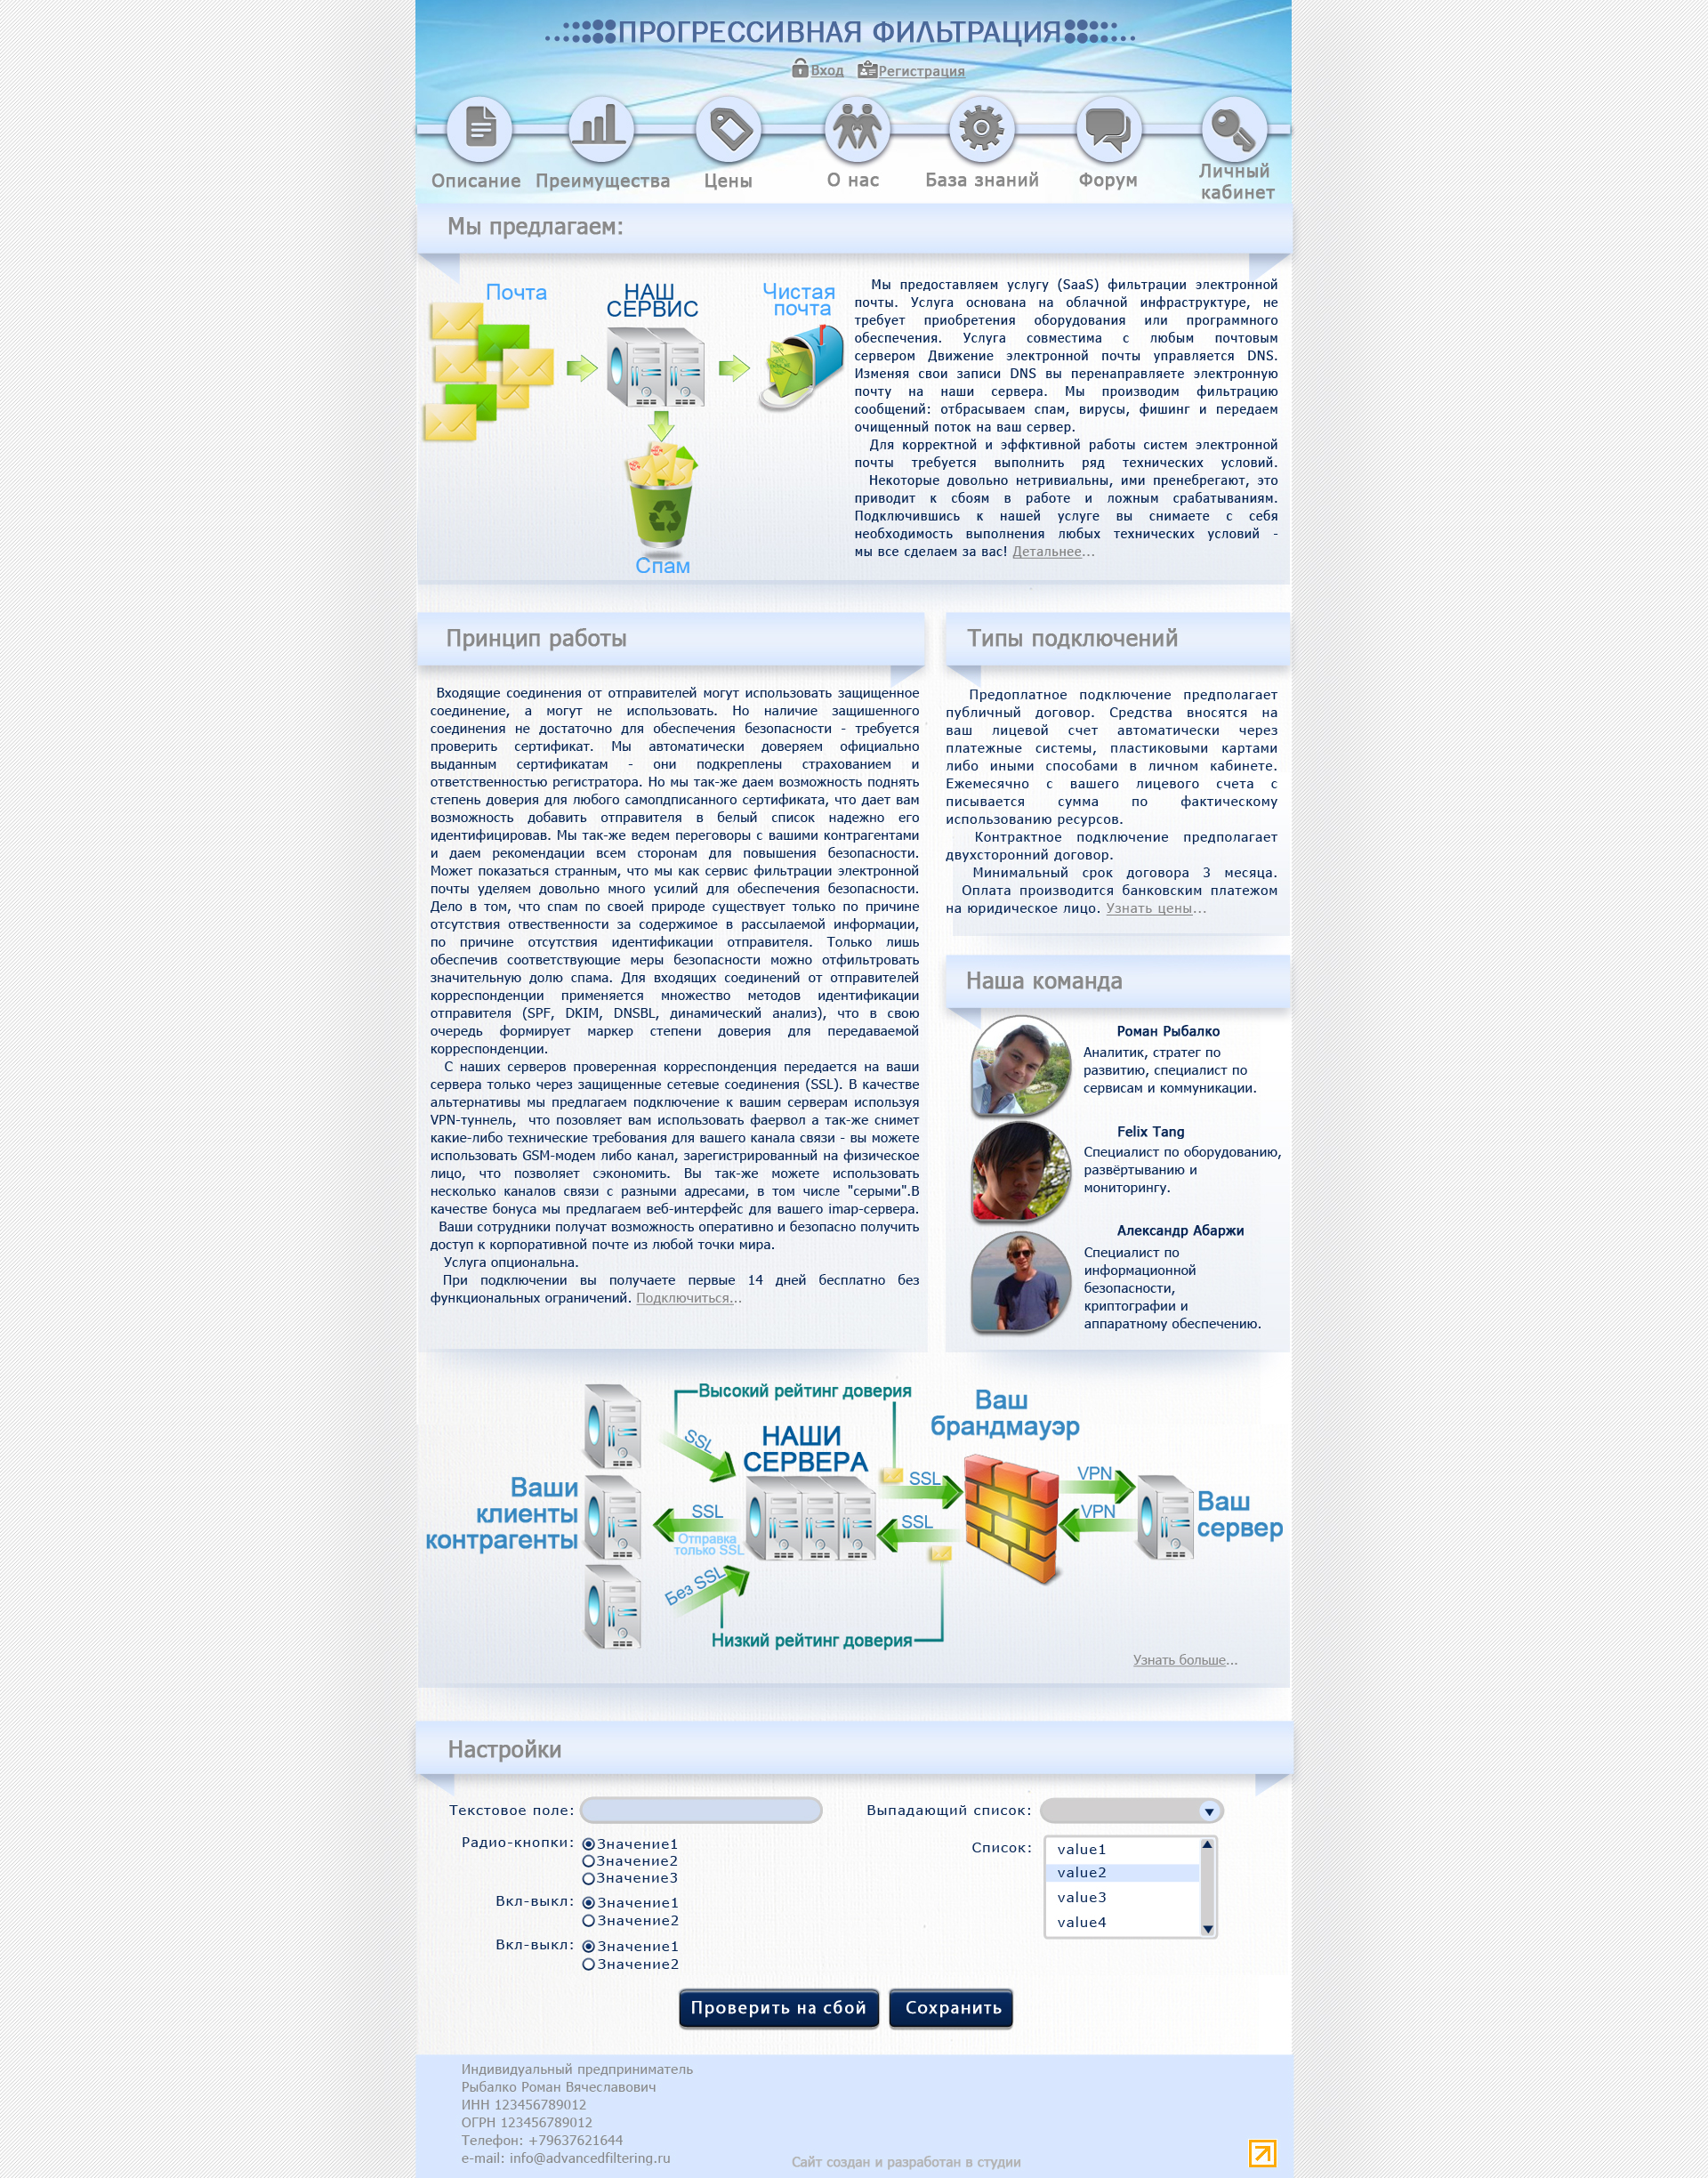 ПРОГРЕССИВНАЯ ФИЛЬТРАЦИЯ
Вход
Регистрация
Описание
Преимущества
Цены
О нас
База знаний
Форум
Личный
кабинет
Мы предлагаем:
Почта
НАШ
СЕРВИС
Чистая
почта
Спам
Мы предоставляем услугу (SaaS) фильтрации электронной
почты. Услуга основана на облачной инфраструктуре, не
требует приобретения оборудования или программного
обеспечения. Услуга совместима с любым почтовым
сервером Движение электронной почты управляется DNS.
Изменяя свои записи DNS вы перенаправляете электронную
почту на наши сервера. Мы производим фильтрацию
сообщений: отбрасываем спам, вирусы, фишинг и передаем
очищенный поток на ваш сервер.
Для корректной и эффктивной работы систем электронной
почты требуется выполнить ряд технических условий.
Некоторые довольно нетривиальны, ими пренебрегают, это
приводит к сбоям в работе и ложным срабатываниям.
Подключившись к нашей услуге вы снимаете с себя
необходимость выполнения любых технических условий -
мы все сделаем за вас! Детальнее...
Принцип работы
Входящие соединения от отправителей могут использовать защищенное
соединение, а могут не использовать. Но наличие защишенного
соединения не достаточно для обеспечения безопасности - требуется
проверить сертификат. Мы автоматически доверяем официально
выданным сертификатам - они подкреплены страхованием и
ответственностью регистратора. Но мы так-же даем возможность поднять
степень доверия для любого самопдписанного сертификата, что дает вам
возможность добавить отправителя в белый список надежно его
идентифицировав. Мы так-же ведем переговоры с вашими контрагентами
и даем рекомендации всем сторонам для повышения безопасности.
Может показаться странным, что мы как сервис фильтрации электронной
почты уделяем довольно много усилий для обеспечения безопасности.
Дело в том, что спам по своей природе существует только по причине
отсутствия отвественности за содержимое в рассылаемой информации,
по причине отсутствия идентификации отправителя. Только лишь
обеспечив соответствующие меры безопасности можно отфильтровать
значительную долю спама. Для входящих соединений от отправителей
корреспонденции применяется множество методов идентификации
отправителя (SPF, DKIM, DNSBL, динамический анализ), что в свою
очередь формирует маркер степени доверия для передаваемой
корреспонденции.
С наших серверов проверенная корреспонденция передается на ваши
сервера только через защищенные сетевые соединения (SSL). В качестве
альтернативы мы предлагаем подключение к вашим серверам используя
VPN-туннель, что позовляет вам использовать фаервол а так-же снимет
какие-либо технические требования для вашего канала связи - вы можете
использовать GSM-модем либо канал, зарегистрированный на физическое
лицо, что позволяет сэкономить. Вы так-же можете использовать
несколько каналов связи с разными адресами, в том числе "серыми".В
качестве бонуса мы предлагаем веб-интерфейс для вашего imap-сервера.
Ваши сотрудники получат возможность оперативно и безопасно получить
доступ к корпоративной почте из любой точки мира.
Услуга опциональна.
При подключении вы получаете первые 14 дней бесплатно без
функциональных ограничений. Подключиться...
Типы подключений
Предоплатное подключение предполагает
публичный договор. Средства вносятся на
ваш лицевой счет автоматически через
платежные системы, пластиковыми картами
либо иными способами в личном кабинете.
Ежемесячно с вашего лицевого счета с
писывается сумма по фактическому
использованию ресурсов.
Контрактное подключение предполагает
двухсторонний договор.
Минимальный срок договора 3 месяца.
Оплата производится банковским платежом
на юридическое лицо. Узнать цены...
Наша команда
Роман Рыбалко
Аналитик, стратег по
развитию, специалист по
сервисам и коммуникации.
Felix Tang
Специалист по оборудованию,
развёртыванию и
мониторингу.
Александр Абаржи
Специалист по
информационной
безопасности,
криптографии и
аппаратному обеспечению.
Высокий рейтинг доверия
Ваш
брандмауэр
SSL
НАШИ
СЕРВЕРА
SSL
VPN
Ваши
клиенты
контрагенты
SSL
Отправка
только SSL
SSL
VPN
Ваш
сервер
Без SSL
Низкий рейтинг доверия
Узнать больше...
Настройки
Текстовое поле:
Выпадающий список:
Радио-кнопки:
Значение1
Значение2
Значение3
Список:
value1
value2
value3
value4
Вкл-выкл:
Значение1
Значение2
Вкл-выкл:
Значение1
Значение2
Проверить на сбой
Сохранить
Индивидуальный предприниматель
Рыбалко Роман Вячеславович
ИНН 123456789012
ОГРН 123456789012
Телефон: +79637621644
e-mail: info@advancedfiltering.ru
Сайт создан и разработан в студии